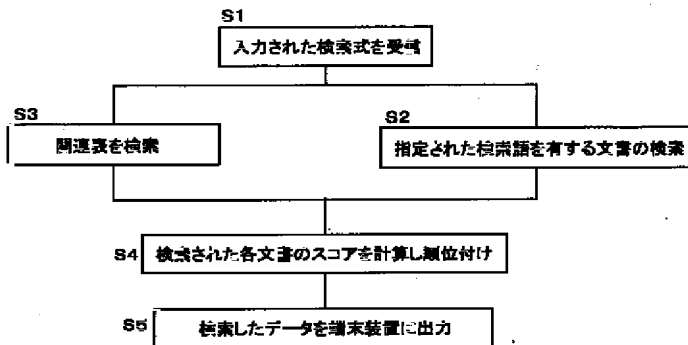 S1
入力された検索式を受信
S3
関連表を検索
S2
指定された検索語を有する文書の検索
S4 検索された各文書のスコアを計算し順位付け
S5 検索したデータを端末装置に出力